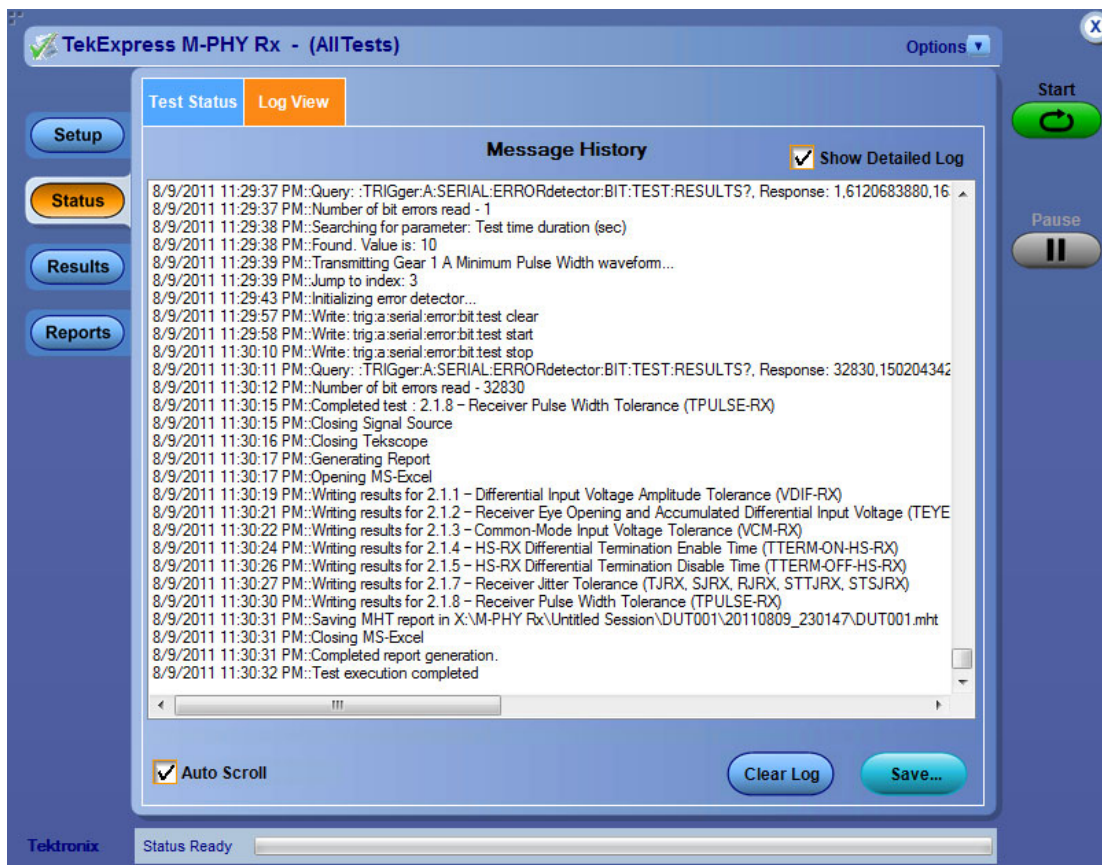 TekExpress M-PHY Rx - (AllTests)
Options
X
Start
Pause
Setup
Status
Results
Reports
Test Status
Log View
Message History
Show Detailed Log
8/9/2011 11:29:37 PM::Query: :TRIGger:A:SERIAL:ERRORdetector:BIT:TEST:RESULTS?, Response: 1,6120683880,16
8/9/2011 11:29:37 PM::Number of bit errors read - 1
8/9/2011 11:29:38 PM::Searching for parameter: Test time duration (sec)
8/9/2011 11:29:38 PM::Found. Value is: 10
8/9/2011 11:29:39 PM::Transmitting Gear 1 A Minimum Pulse Width waveform...
8/9/2011 11:29:39 PM::Jump to index: 3
8/9/2011 11:29:43 PM::Initializing error detector...
8/9/2011 11:29:57 PM::Write: trig:a:serial:error:bit:test clear
8/9/2011 11:29:58 PM::Write: trig:a:serial:error:bit:test start
8/9/2011 11:30:10 PM::Write: trig:a:serial:error:bit:test stop
8/9/2011 11:30:11 PM::Query: :TRIGger:A:SERIAL:ERRORdetector:BIT:TEST:RESULTS?, Response: 32830,150204342
8/9/2011 11:30:12 PM::Number of bit errors read - 32830
8/9/2011 11:30:15 PM::Completed test : 2.1.8 – Receiver Pulse Width Tolerance (TPULSE-RX)
8/9/2011 11:30:15 PM::Closing Signal Source
8/9/2011 11:30:16 PM::Closing Tekscope
8/9/2011 11:30:17 PM::Generating Report
8/9/2011 11:30:17 PM::Opening MS-Excel
8/9/2011 11:30:19 PM::Writing results for 2.1.1 – Differential Input Voltage Amplitude Tolerance (VDIF-RX)
8/9/2011 11:30:21 PM::Writing results for 2.1.2 – Receiver Eye Opening and Accumulated Differential Input Voltage (TEYE
8/9/2011 11:30:22 PM::Writing results for 2.1.3 – Common-Mode Input Voltage Tolerance (VCM-RX)
8/9/2011 11:30:24 PM::Writing results for 2.1.4 – HS-RX Differential Termination Enable Time (TTERM-ON-HS-RX)
8/9/2011 11:30:26 PM::Writing results for 2.1.5 – HS-RX Differential Termination Disable Time (TTERM-OFF-HS-RX)
8/9/2011 11:30:27 PM::Writing results for 2.1.7 – Receiver Jitter Tolerance (TJRX, SJRX, RJRX, STTJRX, STSJRX)
8/9/2011 11:30:30 PM::Writing results for 2.1.8 – Receiver Pulse Width Tolerance (TPULSE-RX)
8/9/2011 11:30:31 PM::Saving MHT report in X:\M-PHY Rx\Untitled Session\DUT001\20110809_230147\DUT001.mht
8/9/2011 11:30:31 PM::Closing MS-Excel
8/9/2011 11:30:31 PM::Completed report generation.
8/9/2011 11:30:32 PM::Test execution completed
Auto Scroll
Clear Log
Save...
Tektronix
Status Ready